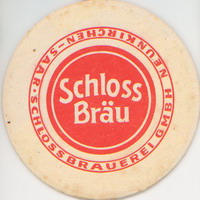 Schloss
Bräu
NEUNKIRCHEN-SAAR·SCHLOSSBRAUEREI GMBH